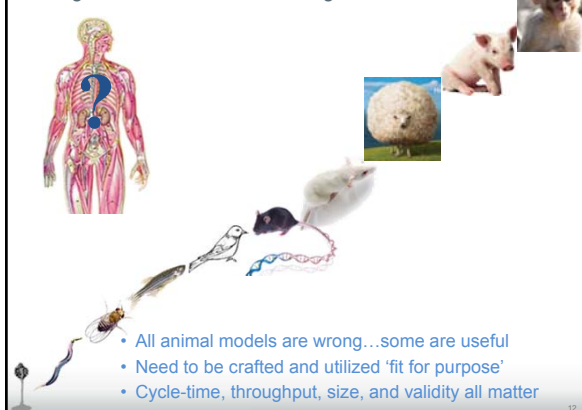 ?
• All animal models are wrong…some are useful
• Need to be crafted and utilized ‘fit for purpose’
• Cycle-time, throughput, size, and validity all matter
12